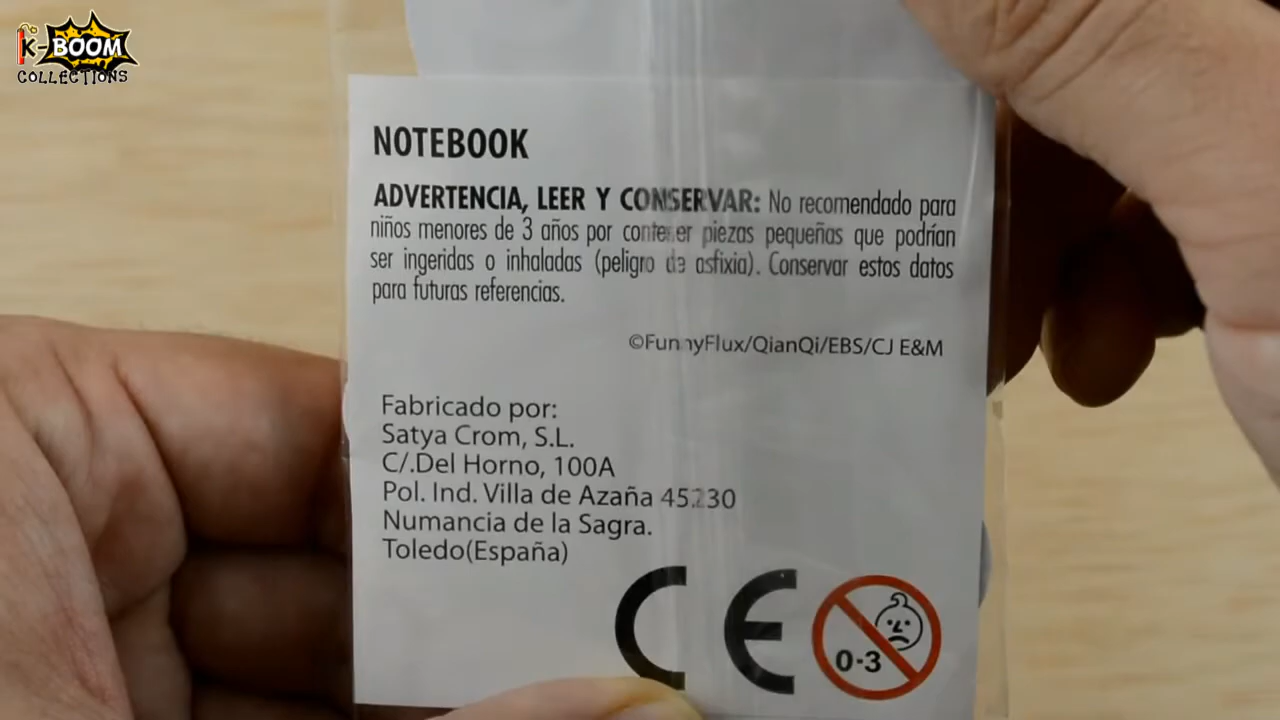 K-BOOM
COLLECTIONS
NOTEBOOK
ADVERTENCIA, LEER Y CONSERVAR: No recomendado para
niños menores de 3 años por contener piezas pequeñas que podrían
ser ingeridas o inhaladas (peligro de asfixia). Conservar estos datos
para futuras referencias.
©FunnyFlux/QianQi/EBS/CJ E&M
Fabricado por:
Satya Crom, S.L.
C/.Del Horno, 100A
Pol. Ind. Villa de Azaña 45230
Numancia de la Sagra.
Toledo(España)
CE
0-3